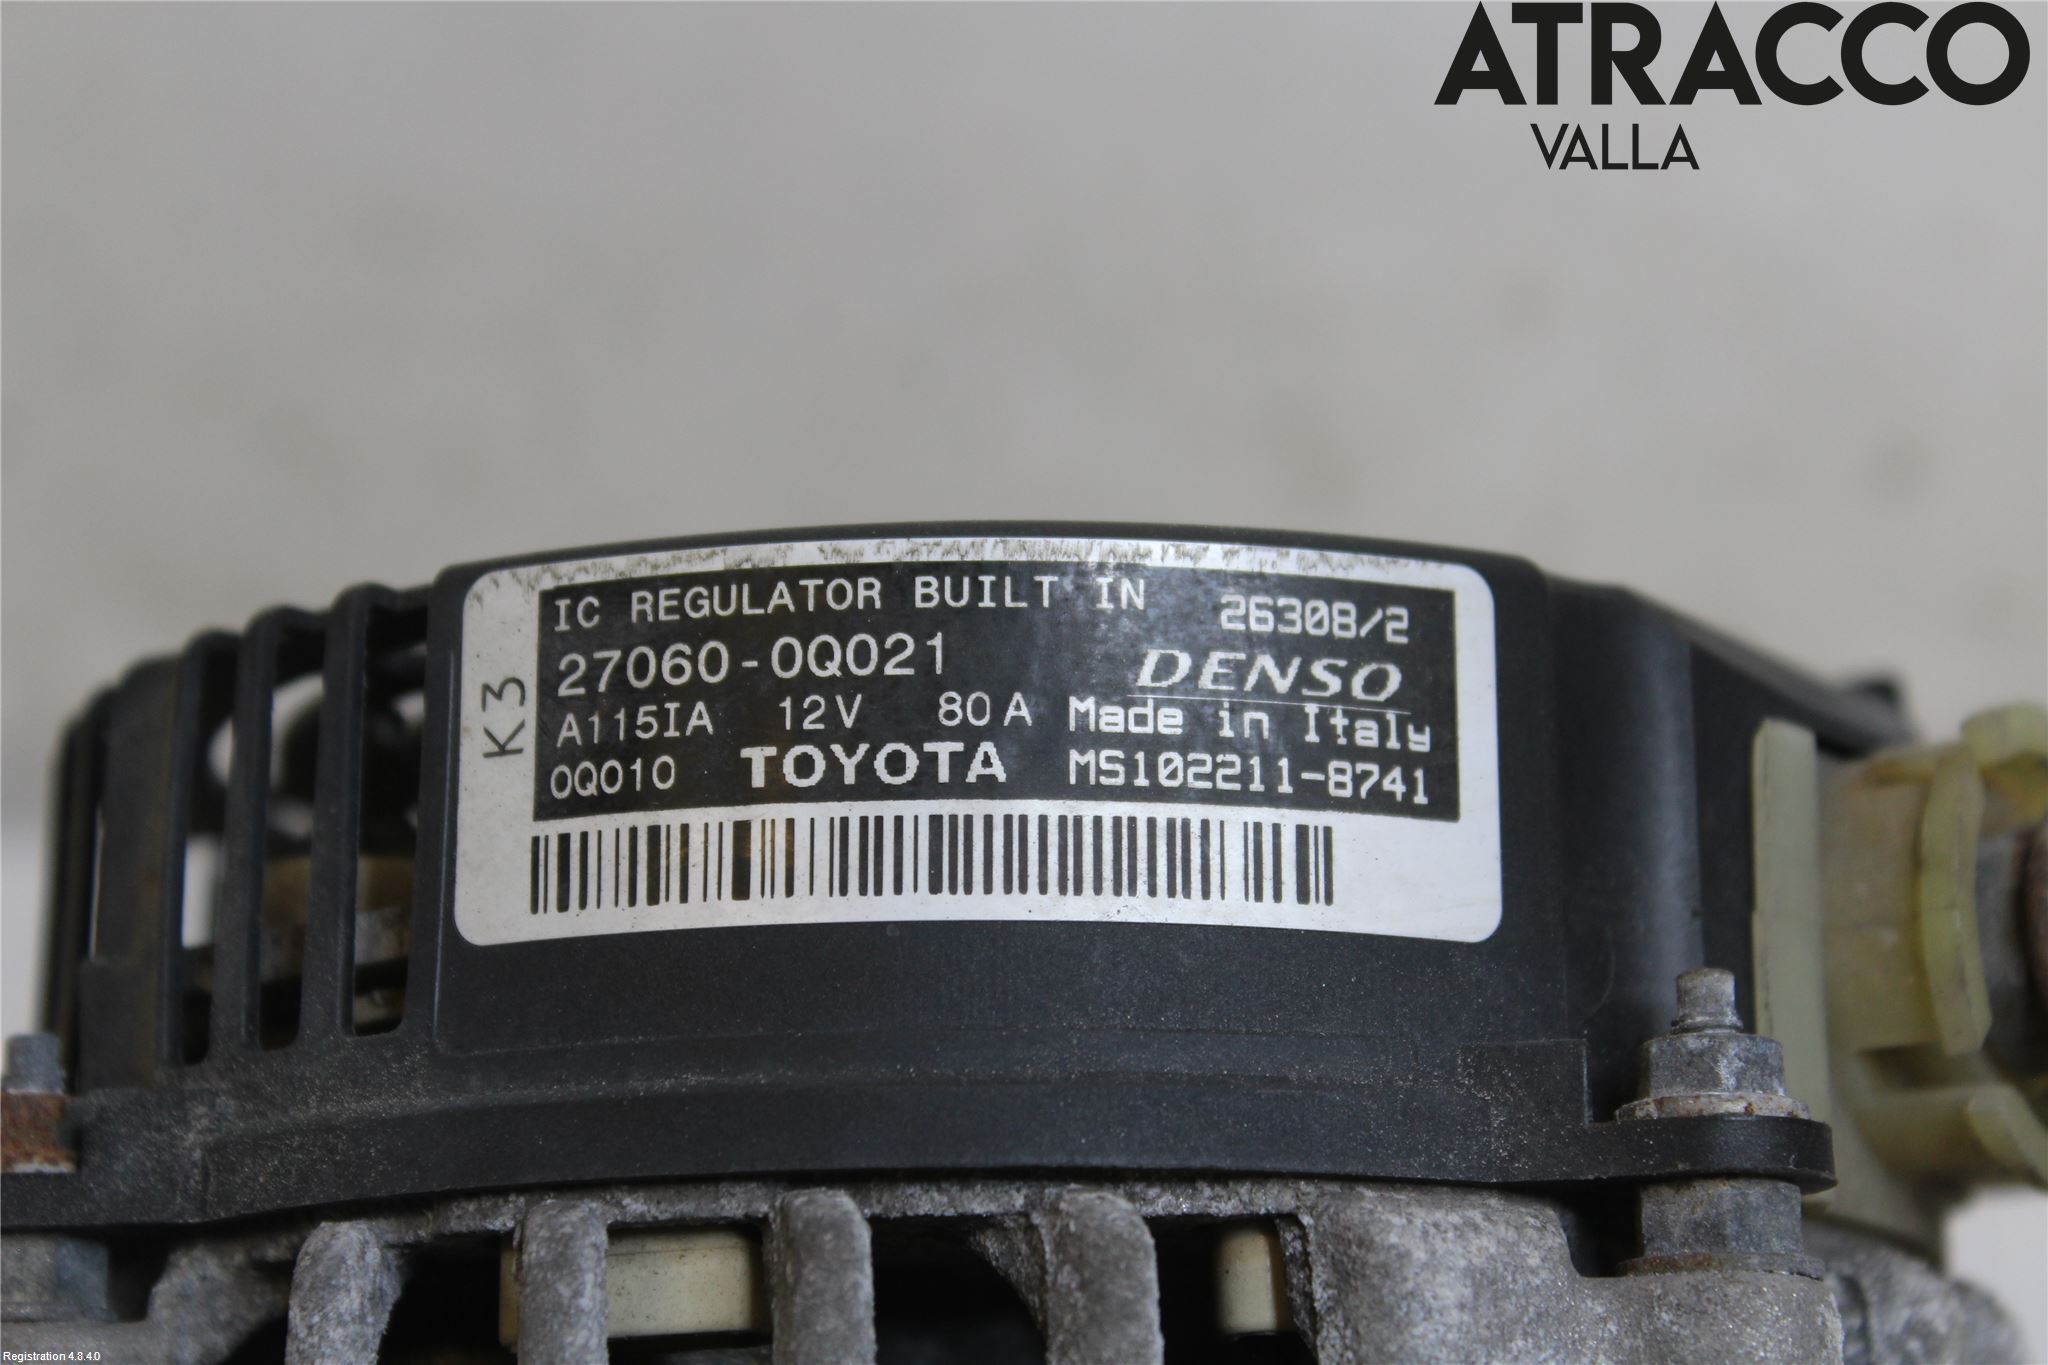 ATRACCO
VALLA
IC REGULATOR BUILT IN 26308/2
27060-0Q021 DENSO
A115IA 12V 80A Made in Italy
0Q010 TOYOTA MS102211-8741
K3
Registration 4.8.4.0